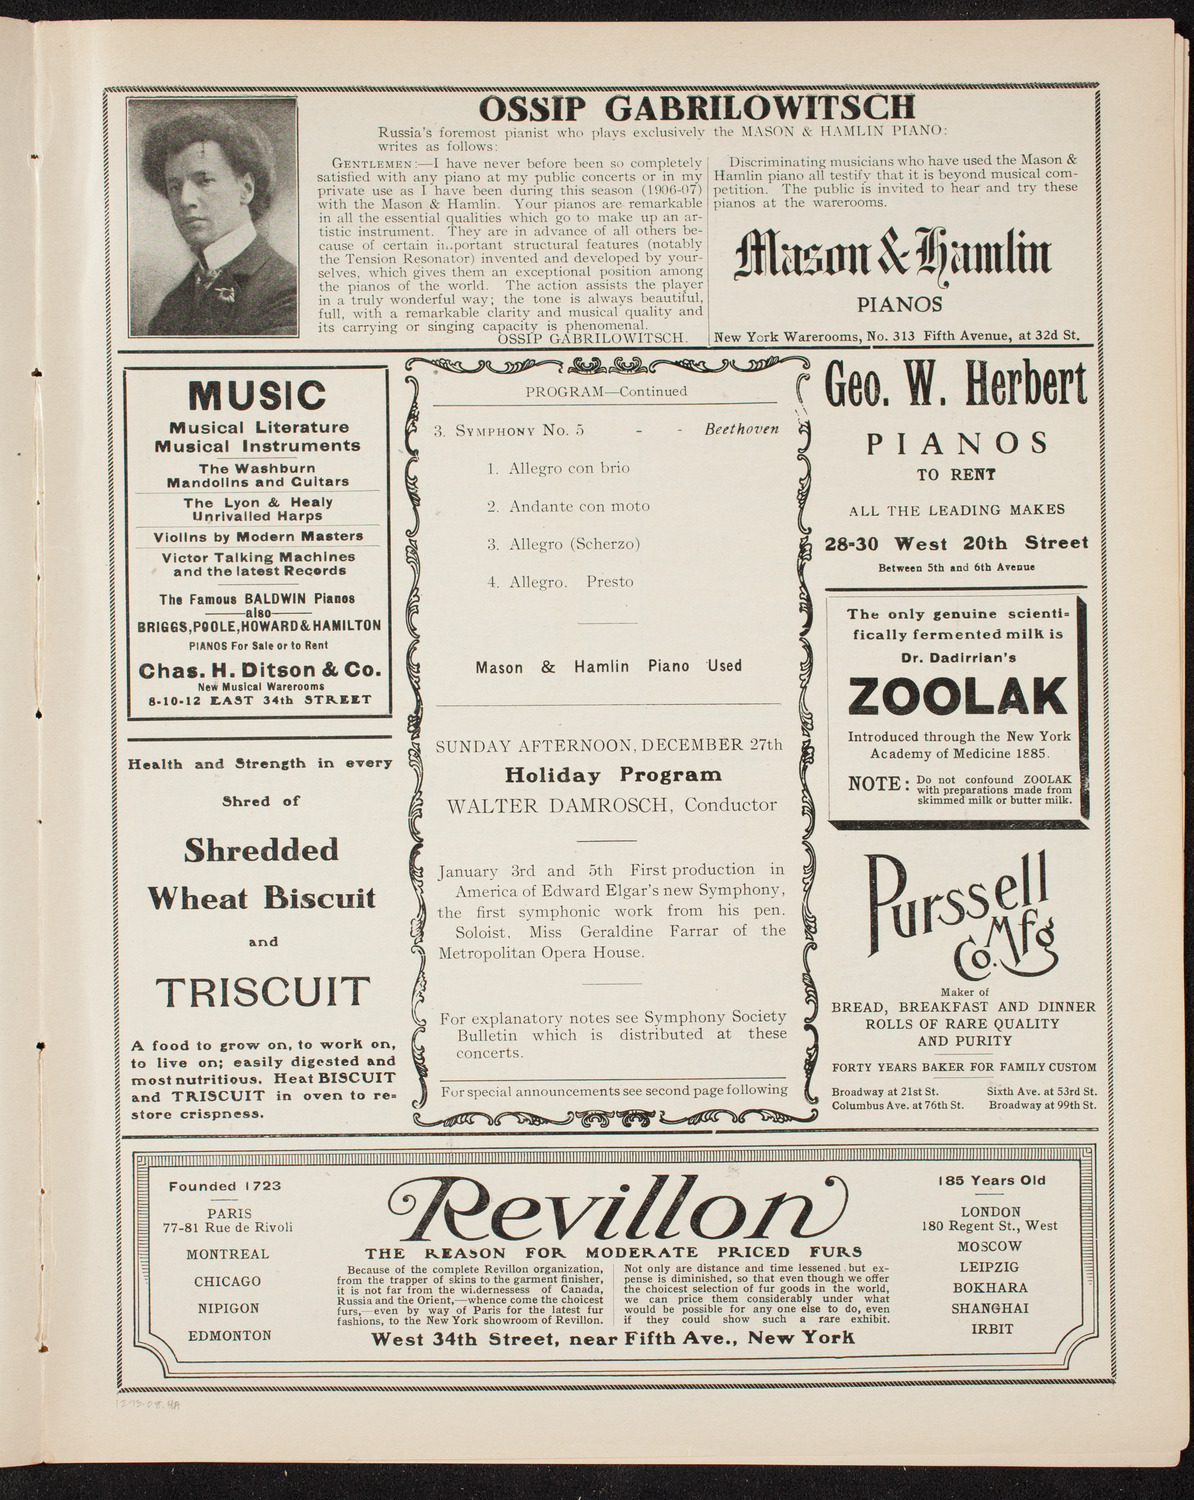 OSSIP GABRILOWITSCH
Russia's foremost pianist who plays exclusively the MASON & HAMLIN PIANO:
writes as follows:
GENTLEMEN:—I have never before been so completely
satisfied with any piano at my public concerts or in my
private use as I have been during this season (1906-07)
with the Mason & Hamlin. Your pianos are remarkable
in all the essential qualities which go to make up an ar-
tistic instrument. They are in advance of all others be-
cause of certain i...portant structural features (notably
the Tension Resonator) invented and developed by your-
selves, which gives them an exceptional position among
the pianos of the world. The action assists the player
in a truly wonderful way; the tone is always beautiful,
full, with a remarkable clarity and musical quality and
its carrying or singing capacity is phenomenal.
OSSIP GABRILOWITSCH.
Discriminating musicians who have used the Mason &
Hamlin piano all testify that it is beyond musical com-
petition. The public is invited to hear and try these
pianos at the warerooms.
Mason & Hamlin
PIANOS
New York Warerooms, No. 313 Fifth Avenue, at 32d St.
MUSIC
Musical Literature
Musical Instruments
The Washburn
Mandolins and Guitars
The Lyon & Healy
Unrivalled Harps
Violins by Modern Masters
Victor Talking Machines
and the latest Records
The Famous BALDWIN Pianos
also
BRIGGS, POOLE, HOWARD & HAMILTON
PIANOS For Sale or to Rent
Chas. H. Ditson & Co.
New Musical Warerooms
8-10-12 EAST 34th STREET
Health and Strength in every
Shred of
Shredded
Wheat Biscuit
and
TRISCUIT
A food to grow on, to work on,
to live on; easily digested and
most nutritious. Heat BISCUIT
and TRISCUIT in oven to re-
store crispness.
PROGRAM—Continued
3. SYMPHONY No. 5 - - Beethoven
1. Allegro con brio
2. Andante con moto
3. Allegro (Scherzo)
4. Allegro. Presto
Mason & Hamlin Piano Used
SUNDAY AFTERNOON, DECEMBER 27th
Holiday Program
WALTER DAMROSCH, Conductor
January 3rd and 5th First production in
America of Edward Elgar's new Symphony,
the first symphonic work from his pen.
Soloist, Miss Geraldine Farrar of the
Metropolitan Opera House.
For explanatory notes see Symphony Society
Bulletin which is distributed at these
concerts.
For special announcements see second page following
Geo. W. Herbert
PIANOS
TO RENT
ALL THE LEADING MAKES
28-30 West 20th Street
Between 5th and 6th Avenue
The only genuine scienti-
fically fermented milk is
Dr. Dadirrian's
ZOOLAK
Introduced through the New York
Academy of Medicine 1885.
NOTE: Do not confound ZOOLAK
with preparations made from
skimmed milk or butter milk.
Purssell
Mfg
Co.
Maker of
BREAD, BREAKFAST AND DINNER
ROLLS OF RARE QUALITY
AND PURITY
FORTY YEARS BAKER FOR FAMILY CUSTOM
Broadway at 21st St. Sixth Ave. at 53rd St.
Columbus Ave. at 76th St. Broadway at 99th St.
Founded 1723
PARIS
77-81 Rue de Rivoli
MONTREAL
CHICAGO
NIPIGON
EDMONTON
Revillon
THE REASON FOR MODERATE PRICED FURS
Because of the complete Revillon organization,
from the trapper of skins to the garment finisher,
it is not far from the wi.dernessess of Canada,
Russia and the Orient,—whence come the choicest
furs,—even by way of Paris for the latest fur
fashions, to the New York showroom of Revillon.
Not only are distance and time lessened but ex-
pense is diminished, so that even though we offer
the choicest selection of fur goods in the world,
we can price them considerably under what
would be possible for any one else to do, even
if they could show such a rare exhibit.
West 34th Street, near Fifth Ave., New York
185 Years Old
LONDON
180 Regent St., West
MOSCOW
LEIPZIG
BOKHARA
SHANGHAI
IRBIT